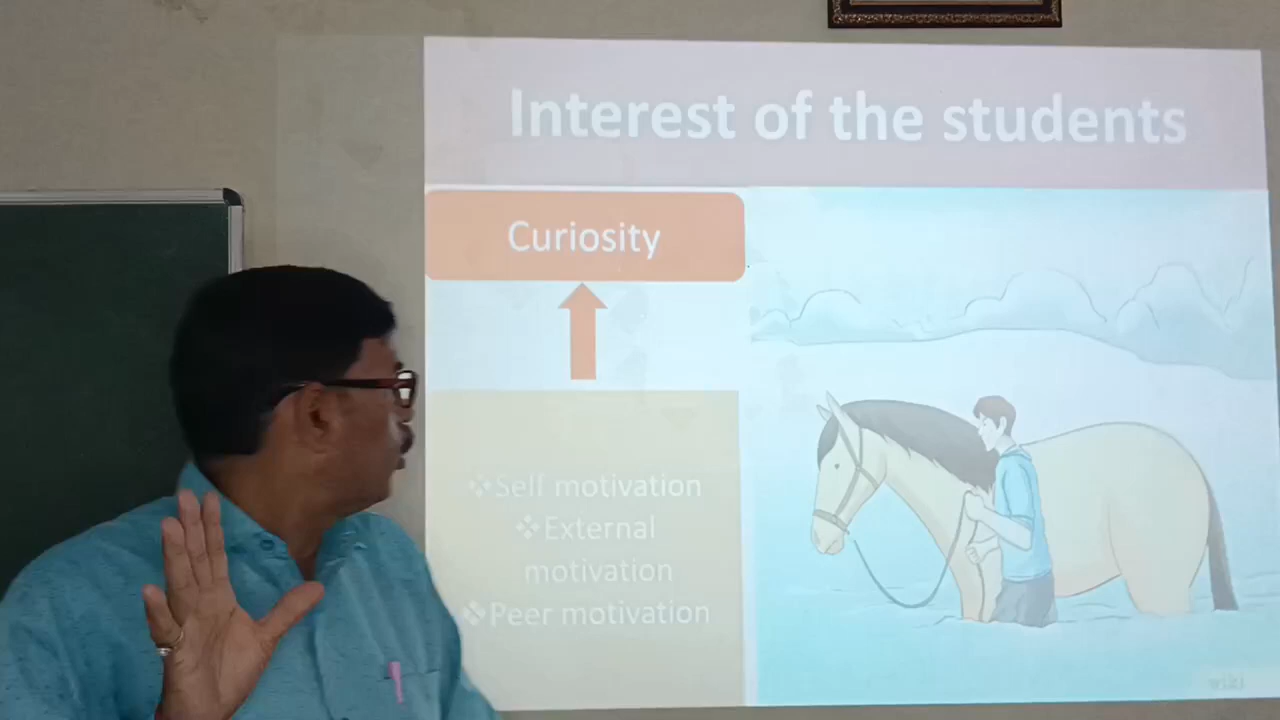 Interest of the students
Curiosity
❖Self motivation
❖External
motivation
❖Peer motivation